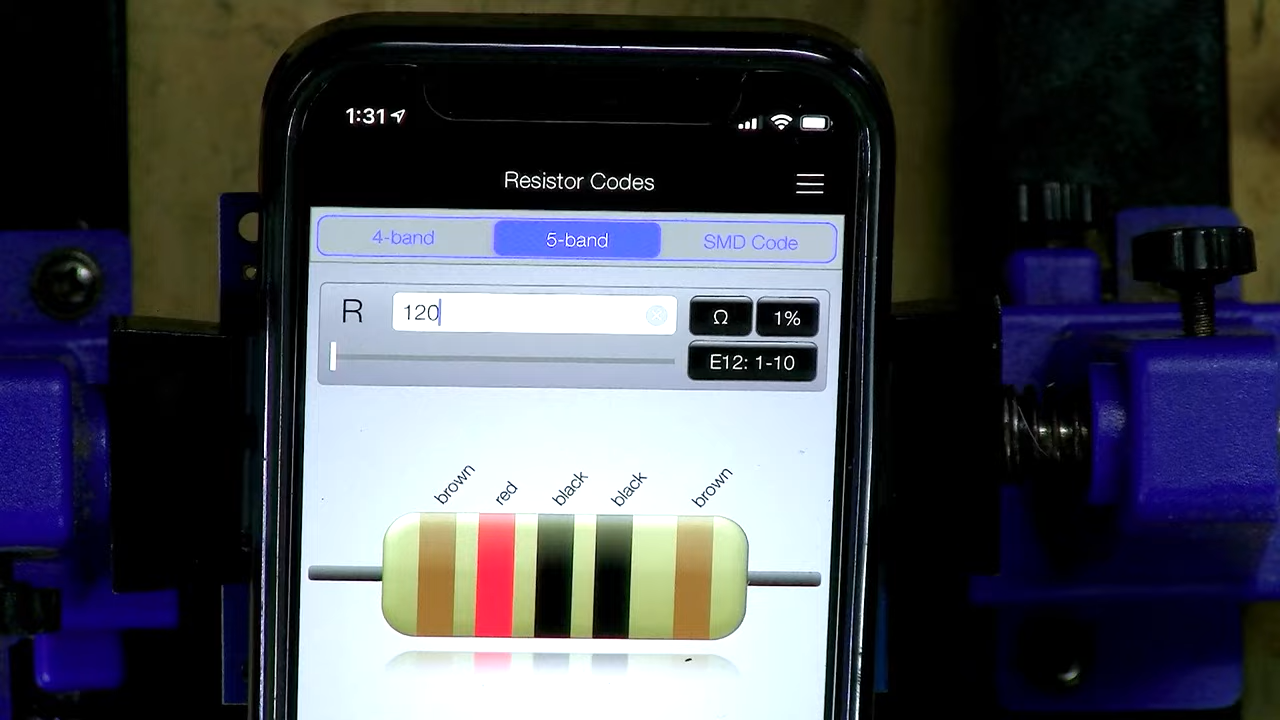 1:31
Resistor Codes
4-band 5-band SMD Code
R 120 Ω 1%
E12: 1-10
brown red black black brown